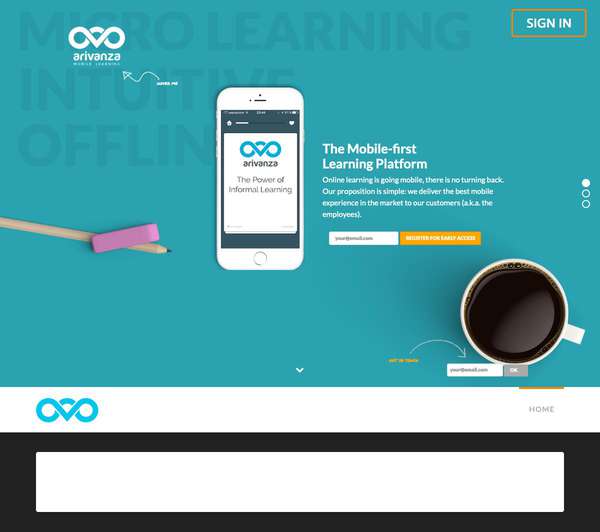 MICRO LEARNING
INTUITIVE
OFFLINE
SIGN IN
arivanza
MOBILE LEARNING
HOVER ME
arivanza
The Power of
Informal Learning
The Mobile-first
Learning Platform
Online learning is going mobile, there is no turning back.
Our proposition is simple: we deliver the best mobile
experience in the market to our customers (a.k.a. the
employees).
your@email.com
REGISTER FOR EARLY ACCESS
GET IN TOUCH
your@email.com
OK
HOME